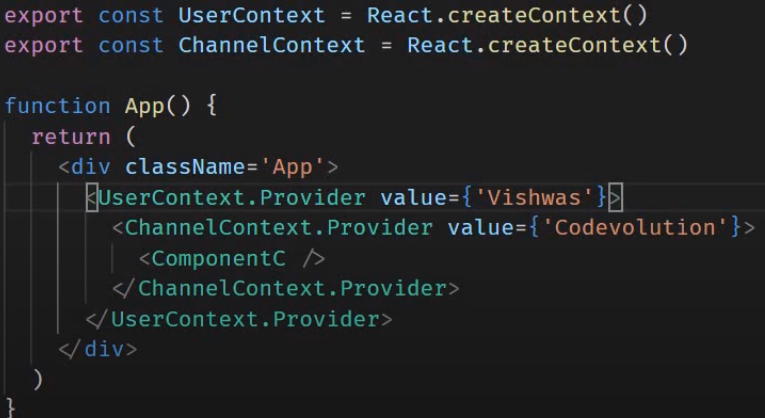 export const UserContext = React.createContext()
export const ChannelContext = React.createContext()
function App() {
return (
<div className='App'>
<UserContext.Provider value={'Vishwas'}>
<ChannelContext.Provider value={'Codevolution'}>
<ComponentC />
</ChannelContext.Provider>
</UserContext.Provider>
</div>
)
}